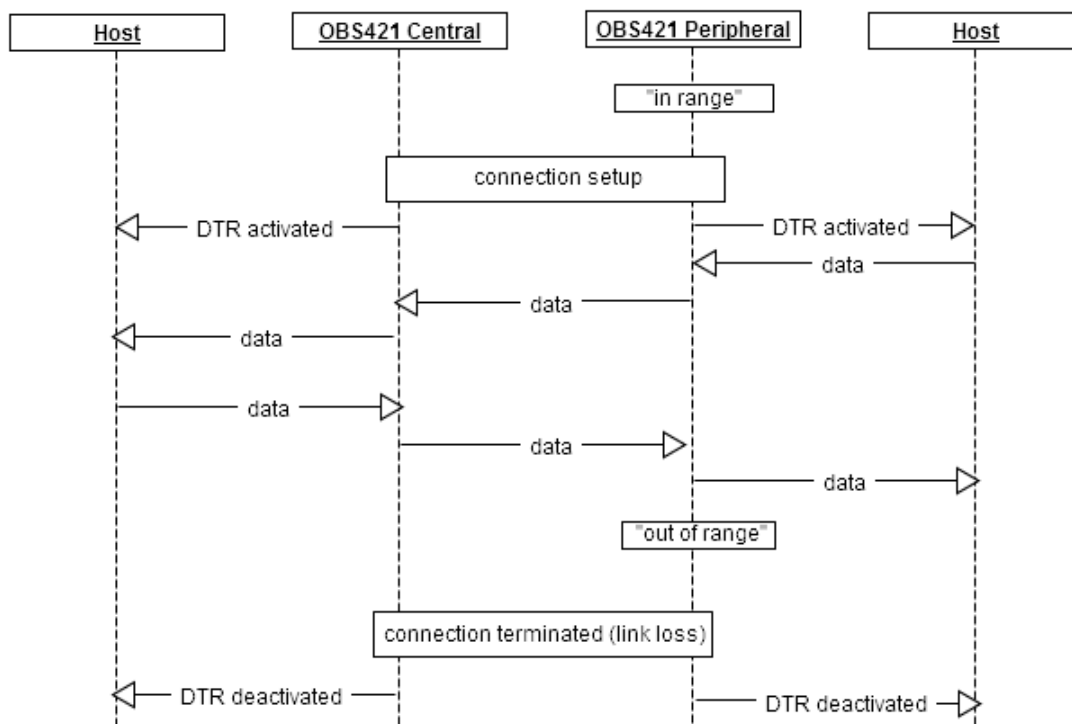 Host
OBS421 Central
OBS421 Peripheral
Host
"in range"
connection setup
DTR activated
DTR activated
data
data
data
data
data
data
"out of range"
connection terminated (link loss)
DTR deactivated
DTR deactivated